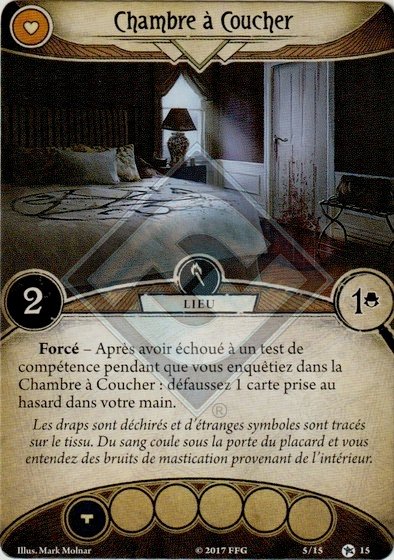 Chambre à Coucher
2
LIEU
1
Forcé – Après avoir échoué à un test de
compétence pendant que vous enquêtiez dans la
Chambre à Coucher : défaussez 1 carte prise au
hasard dans votre main.
Les draps sont déchirés et d'étranges symboles sont tracés
sur le tissu. Du sang coule sous la porte du placard et vous
entendez des bruits de mastication provenant de l'intérieur.
Illus. Mark Molnar © 2017 FFG 5/15 15